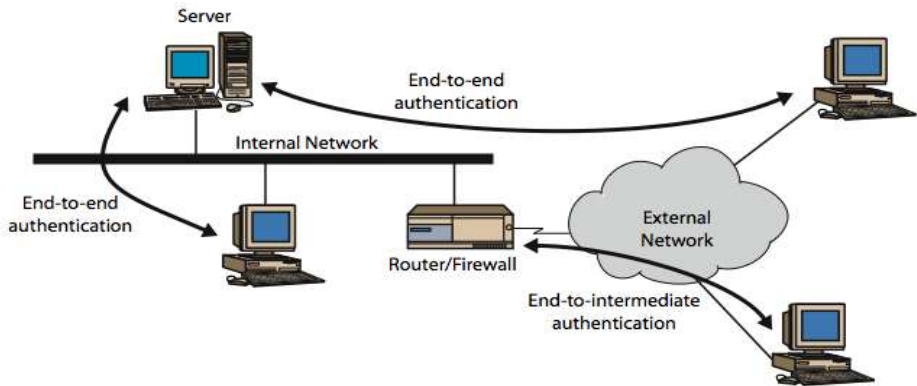 Server
End-to-end
authentication
Internal Network
End-to-end
authentication
External
Network
Router/Firewall
End-to-intermediate
authentication